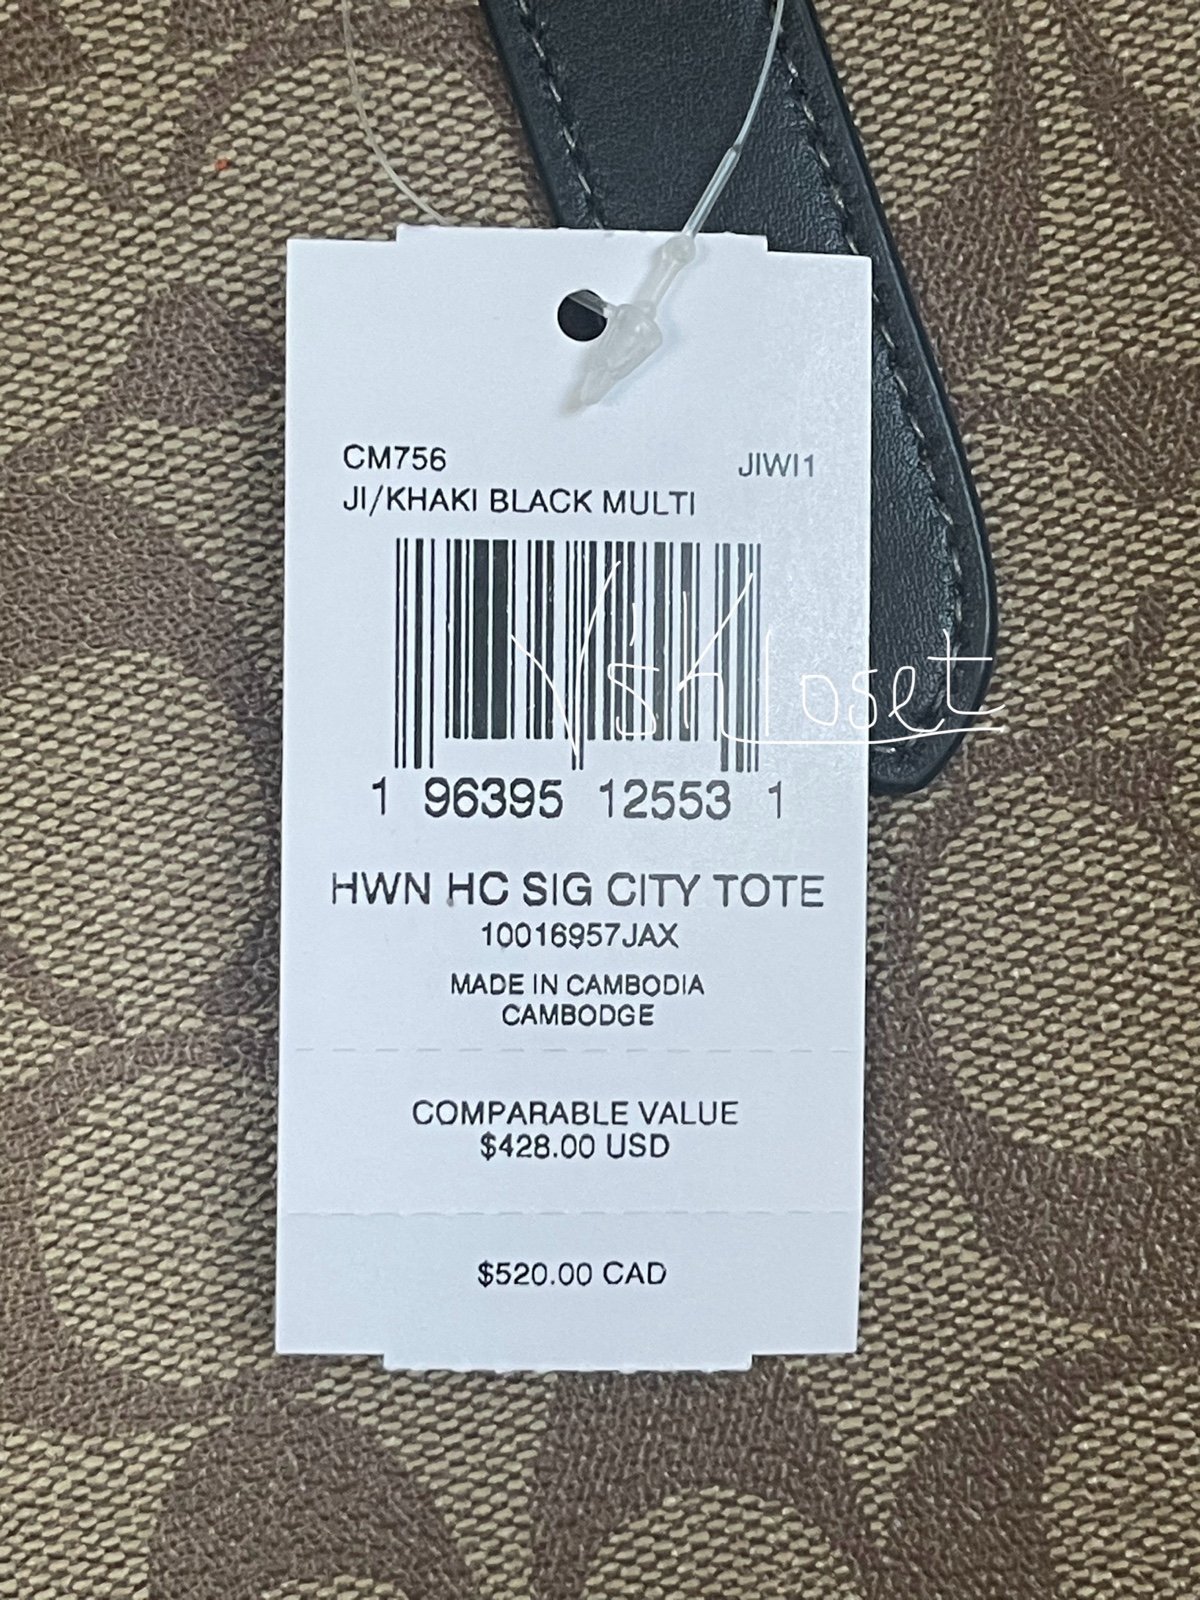 CM756 JIWI1
JI/KHAKI BLACK MULTI
V's Kloset
1 96395 12553 1
HWN HC SIG CITY TOTE
10016957JAX
MADE IN CAMBODIA
CAMBODGE
COMPARABLE VALUE
$428.00 USD
$520.00 CAD